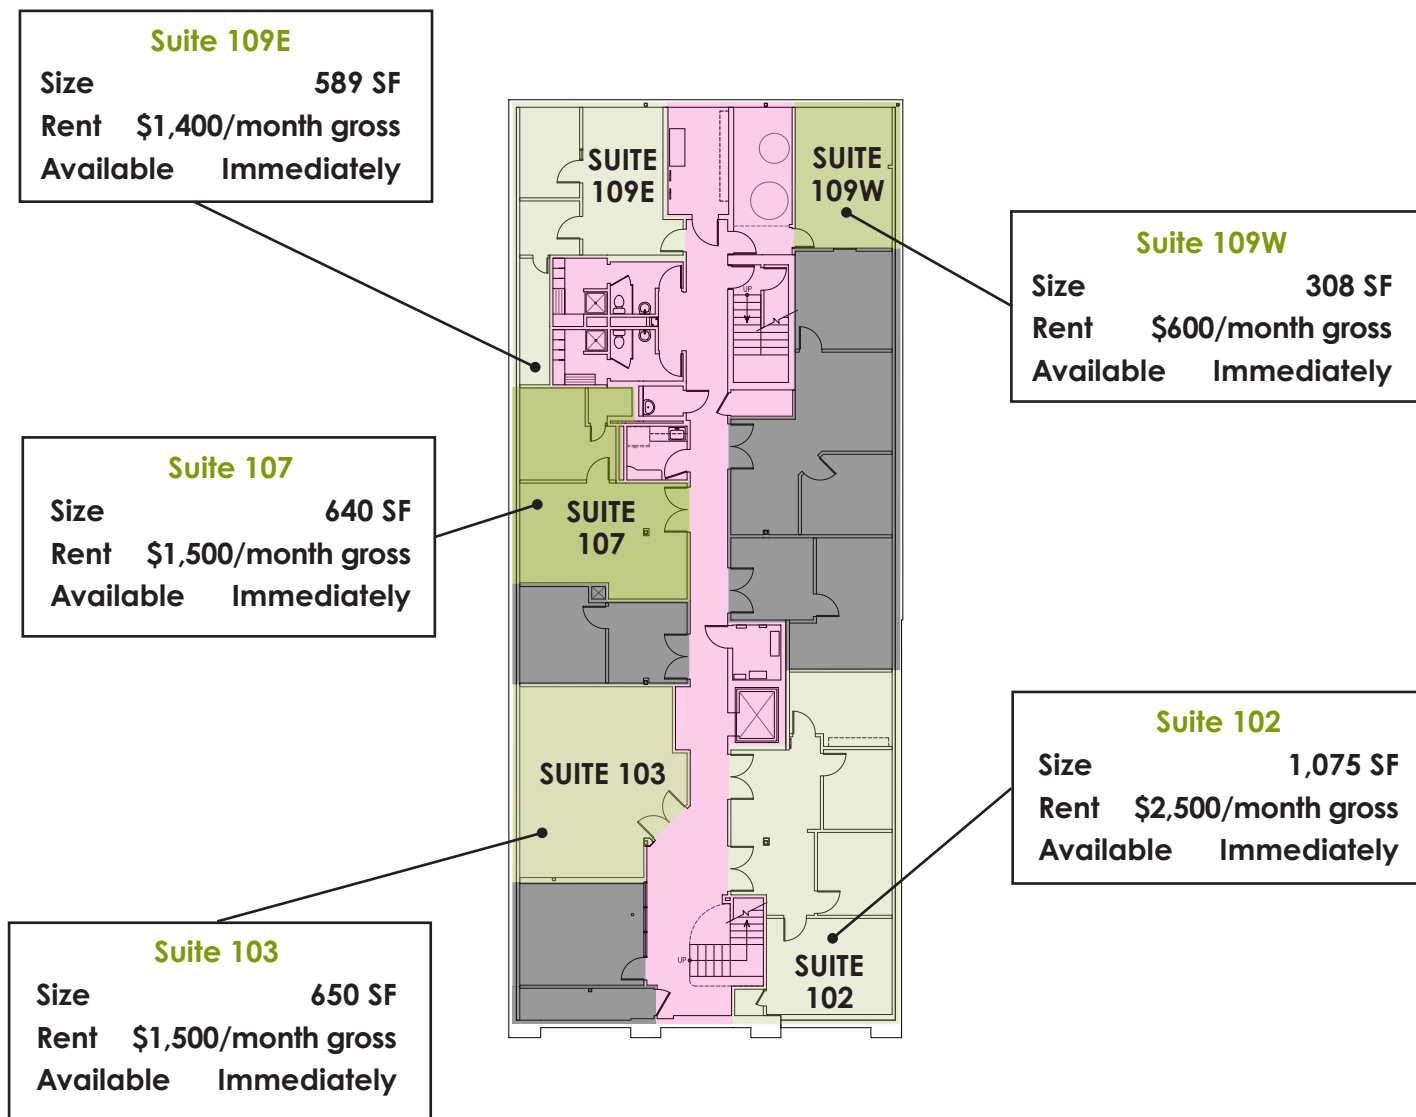 Suite 109E
Size 589 SF
Rent $1,400/month gross
Available Immediately
SUITE
109E
SUITE
109W
Suite 109W
Size 308 SF
Rent $600/month gross
Available Immediately
UP
Suite 107
Size 640 SF
Rent $1,500/month gross
Available Immediately
SUITE
107
SUITE 103
Suite 102
Size 1,075 SF
Rent $2,500/month gross
Available Immediately
UP
SUITE
102
Suite 103
Size 650 SF
Rent $1,500/month gross
Available Immediately